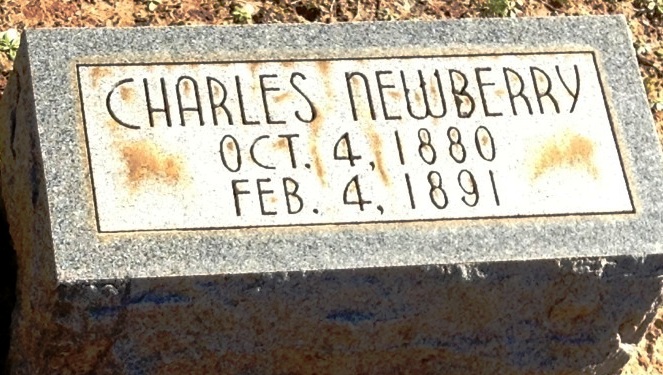 CHARLES NEWBERRY
OCT. 4, 1880
FEB. 4, 1891